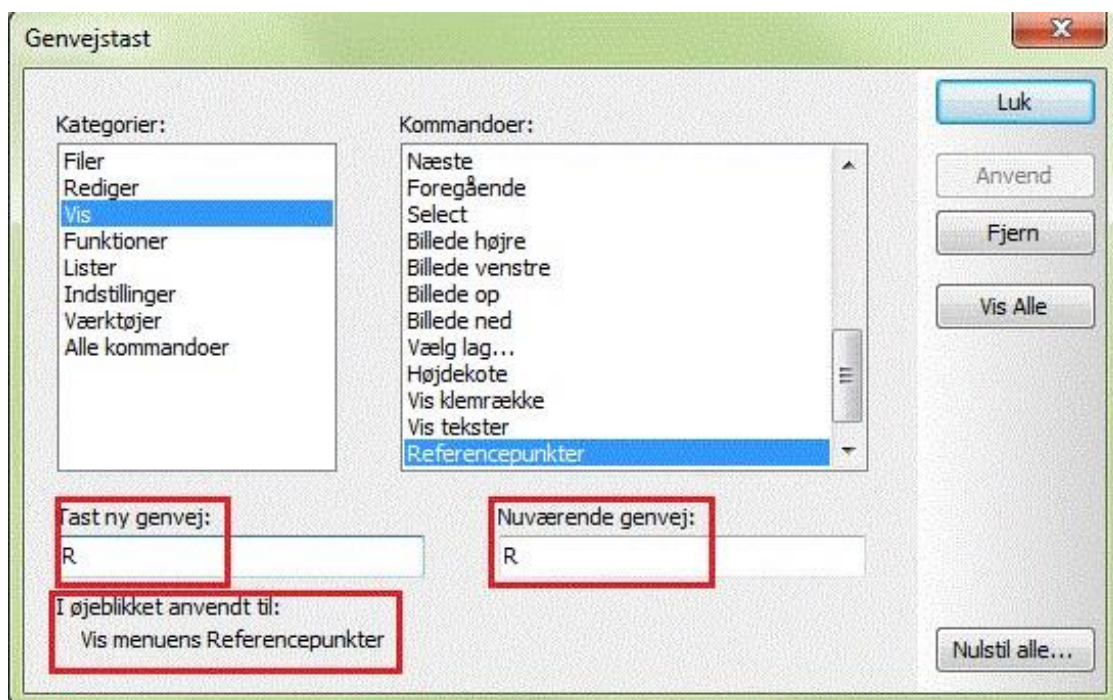 Genvejstast
Kategorier:
Filer
Rediger
Vis
Funktioner
Lister
Indstillinger
Værktøjer
Alle kommandoer
Kommandoer:
Næste
Foregående
Select
Billede højre
Billede venstre
Billede op
Billede ned
Vælg lag...
Højdekote
Vis klemrække
Vis tekster
Referencepunkter
Tast ny genvej:
R
Nuværende genvej:
R
I øjeblikket anvendt til:
Vis menuens Referencepunkter
Luk
Anvend
Fjern
Vis Alle
Nulstil alle...